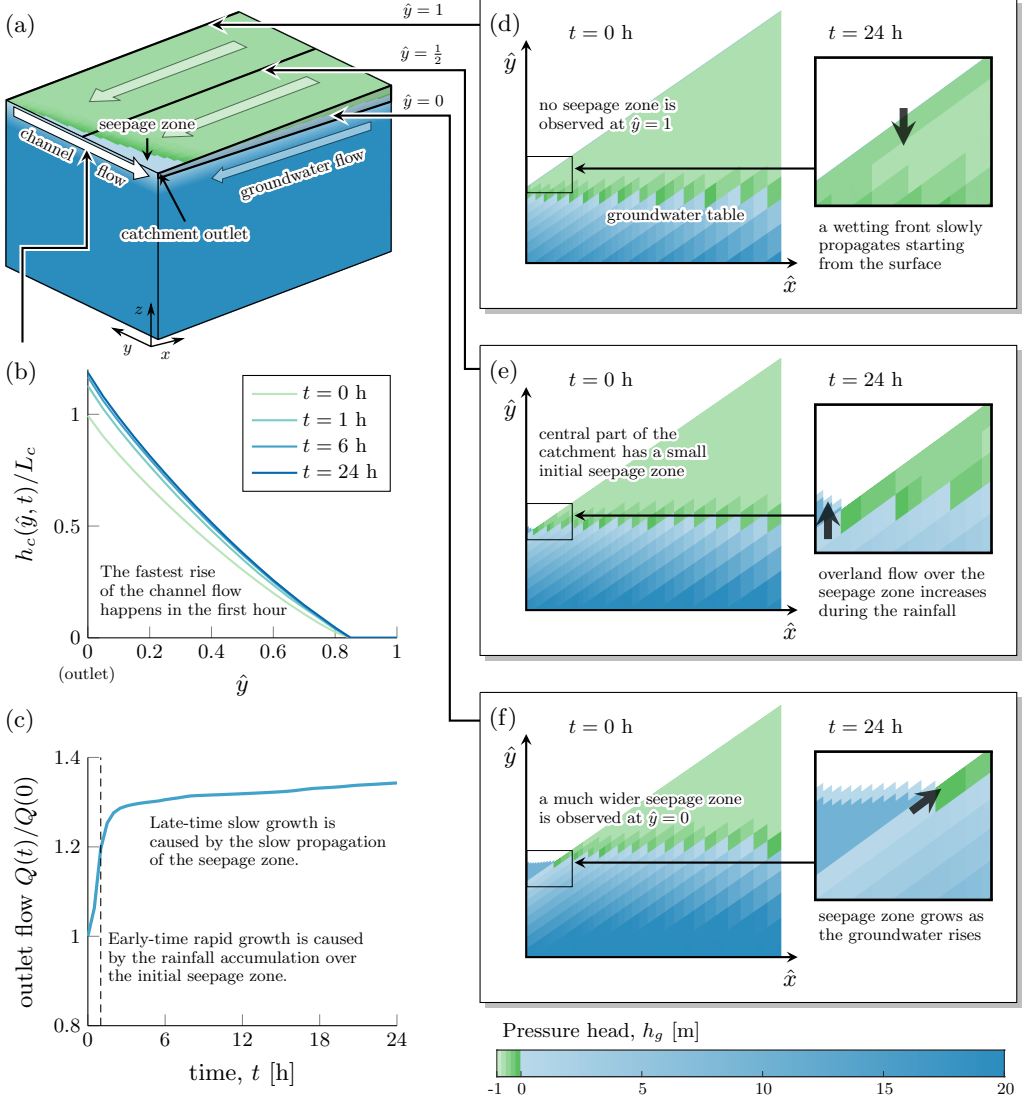 (a)
ŷ = 1
ŷ = 1/2
ŷ = 0
seepage zone
channel
flow
groundwater flow
catchment outlet
z
y
x
(b)
h_c(ŷ, t)/L_c
1
0.5
0
t = 0 h
t = 1 h
t = 6 h
t = 24 h
The fastest rise
of the channel flow
happens in the first hour
0
0.2
0.4
0.6
0.8
1
(outlet)
ŷ
(c)
outlet flow Q(t)/Q(0)
1.4
1.2
1
0.8
Late-time slow growth is
caused by the slow propagation
of the seepage zone.
Early-time rapid growth is caused
by the rainfall accumulation over
the initial seepage zone.
0
6
12
18
24
time, t [h]
(d)
t = 0 h
t = 24 h
ŷ
no seepage zone is
observed at ŷ = 1
groundwater table
x̂
a wetting front slowly
propagates starting
from the surface
(e)
t = 0 h
t = 24 h
ŷ
central part of the
catchment has a small
initial seepage zone
x̂
overland flow over the
seepage zone increases
during the rainfall
(f)
t = 0 h
t = 24 h
ŷ
a much wider seepage zone
is observed at ŷ = 0
x̂
seepage zone grows as
the groundwater rises
Pressure head, h_g [m]
-1
0
5
10
15
20